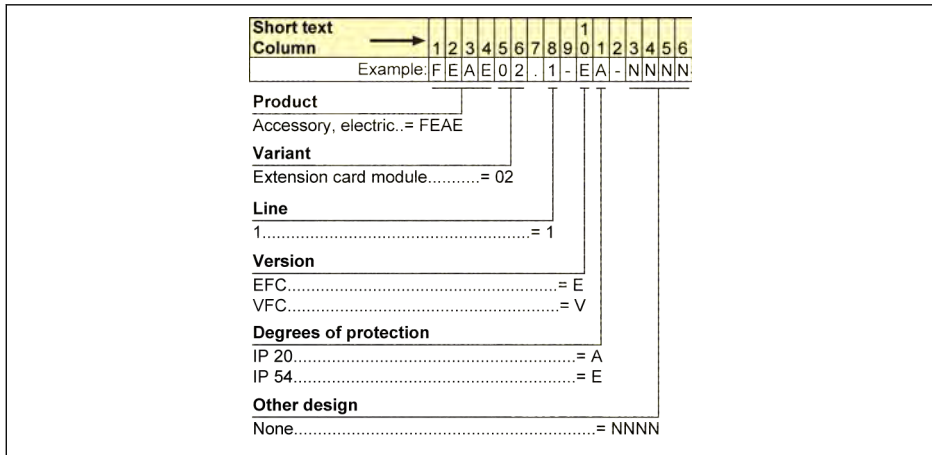 Short text 1
Column 1 2 3 4 5 6 7 8 9 0 1 2 3 4 5 6
Example: F E A E 0 2 . 1 - E A - N N N N
Product
Accessory, electric..= FEAE
Variant
Extension card module...........= 02
Line
1....................................................= 1
Version
EFC....................................................= E
VFC....................................................= V
Degrees of protection
IP 20......................................................= A
IP 54......................................................= E
Other design
None.........................................................= NNNN